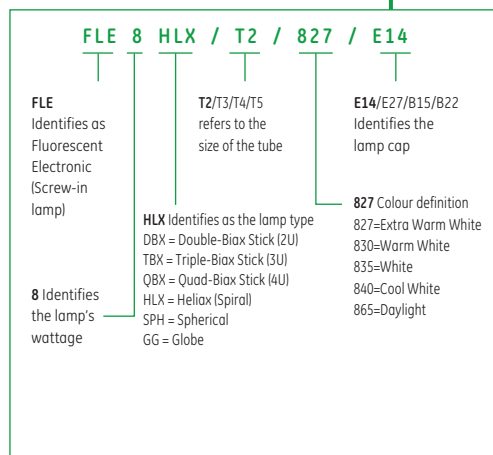 FLE 8 HLX / T2 / 827 / E14
FLE
Identifies as
Fluorescent
Electronic
(Screw-in
lamp)
T2/T3/T4/T5
refers to the
size of the tube
E14/E27/B15/B22
Identifies the
lamp cap
HLX Identifies as the lamp type
DBX = Double-Biax Stick (2U)
TBX = Triple-Biax Stick (3U)
QBX = Quad-Biax Stick (4U)
HLX = Heliax (Spiral)
SPH = Spherical
GG = Globe
827 Colour definition
827=Extra Warm White
830=Warm White
835=White
840=Cool White
865=Daylight
8 Identifies
the lamp's
wattage